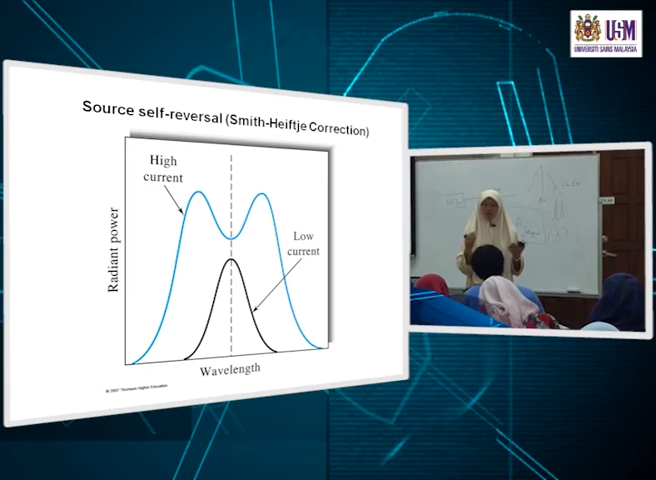 USM
UNIVERSITI SAINS MALAYSIA
Source self-reversal (Smith-Heiftje Correction)
High
current
Low
current
Radiant power
Wavelength
© 2007 Thomson Higher Education